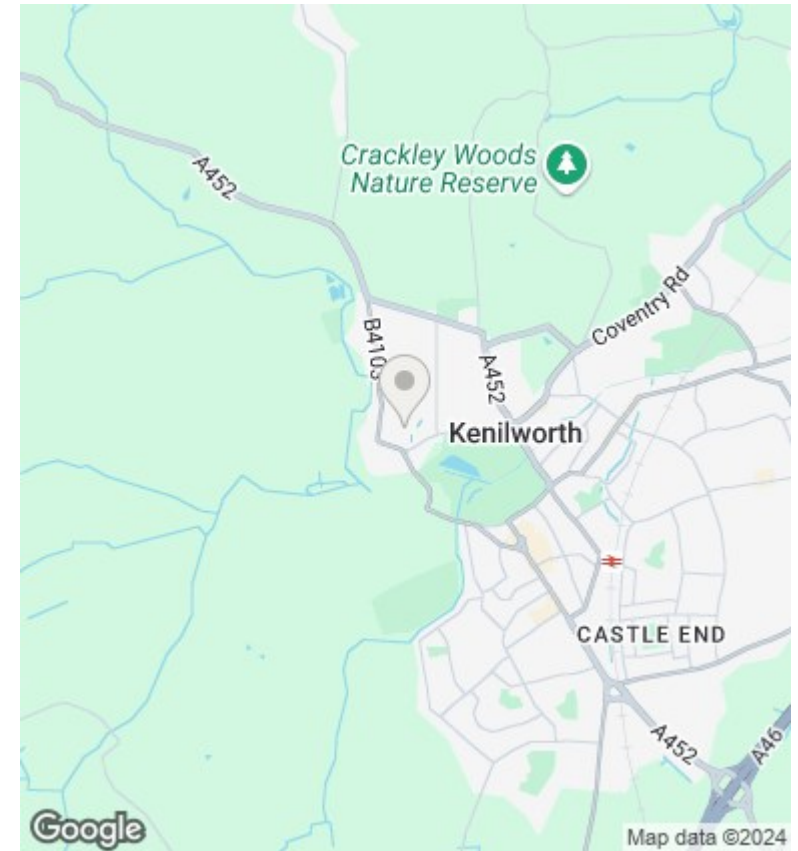 Crackley Woods
Nature Reserve
A452
Coventry Rd
B4103
A452
Kenilworth
CASTLE END
A452
A46
Google
Map data ©2024